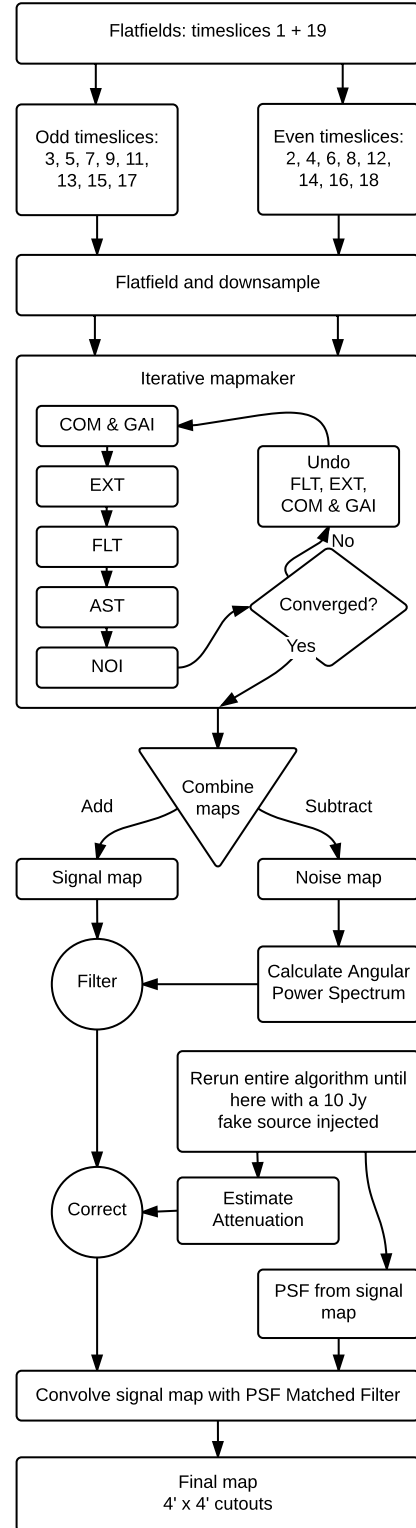 Flatfields: timeslices 1 + 19
Odd timeslices:
3, 5, 7, 9, 11,
13, 15, 17
Even timeslices:
2, 4, 6, 8, 12,
14, 16, 18
Flatfield and downsample
Iterative mapmaker
COM & GAI
EXT
FLT
AST
NOI
Undo
FLT, EXT,
COM & GAI
No
Converged?
Yes
Combine
maps
Add
Subtract
Signal map
Noise map
Filter
Calculate Angular
Power Spectrum
Rerun entire algorithm until
here with a 10 Jy
fake source injected
Correct
Estimate
Attenuation
PSF from signal
map
Convolve signal map with PSF Matched Filter
Final map
4' x 4' cutouts